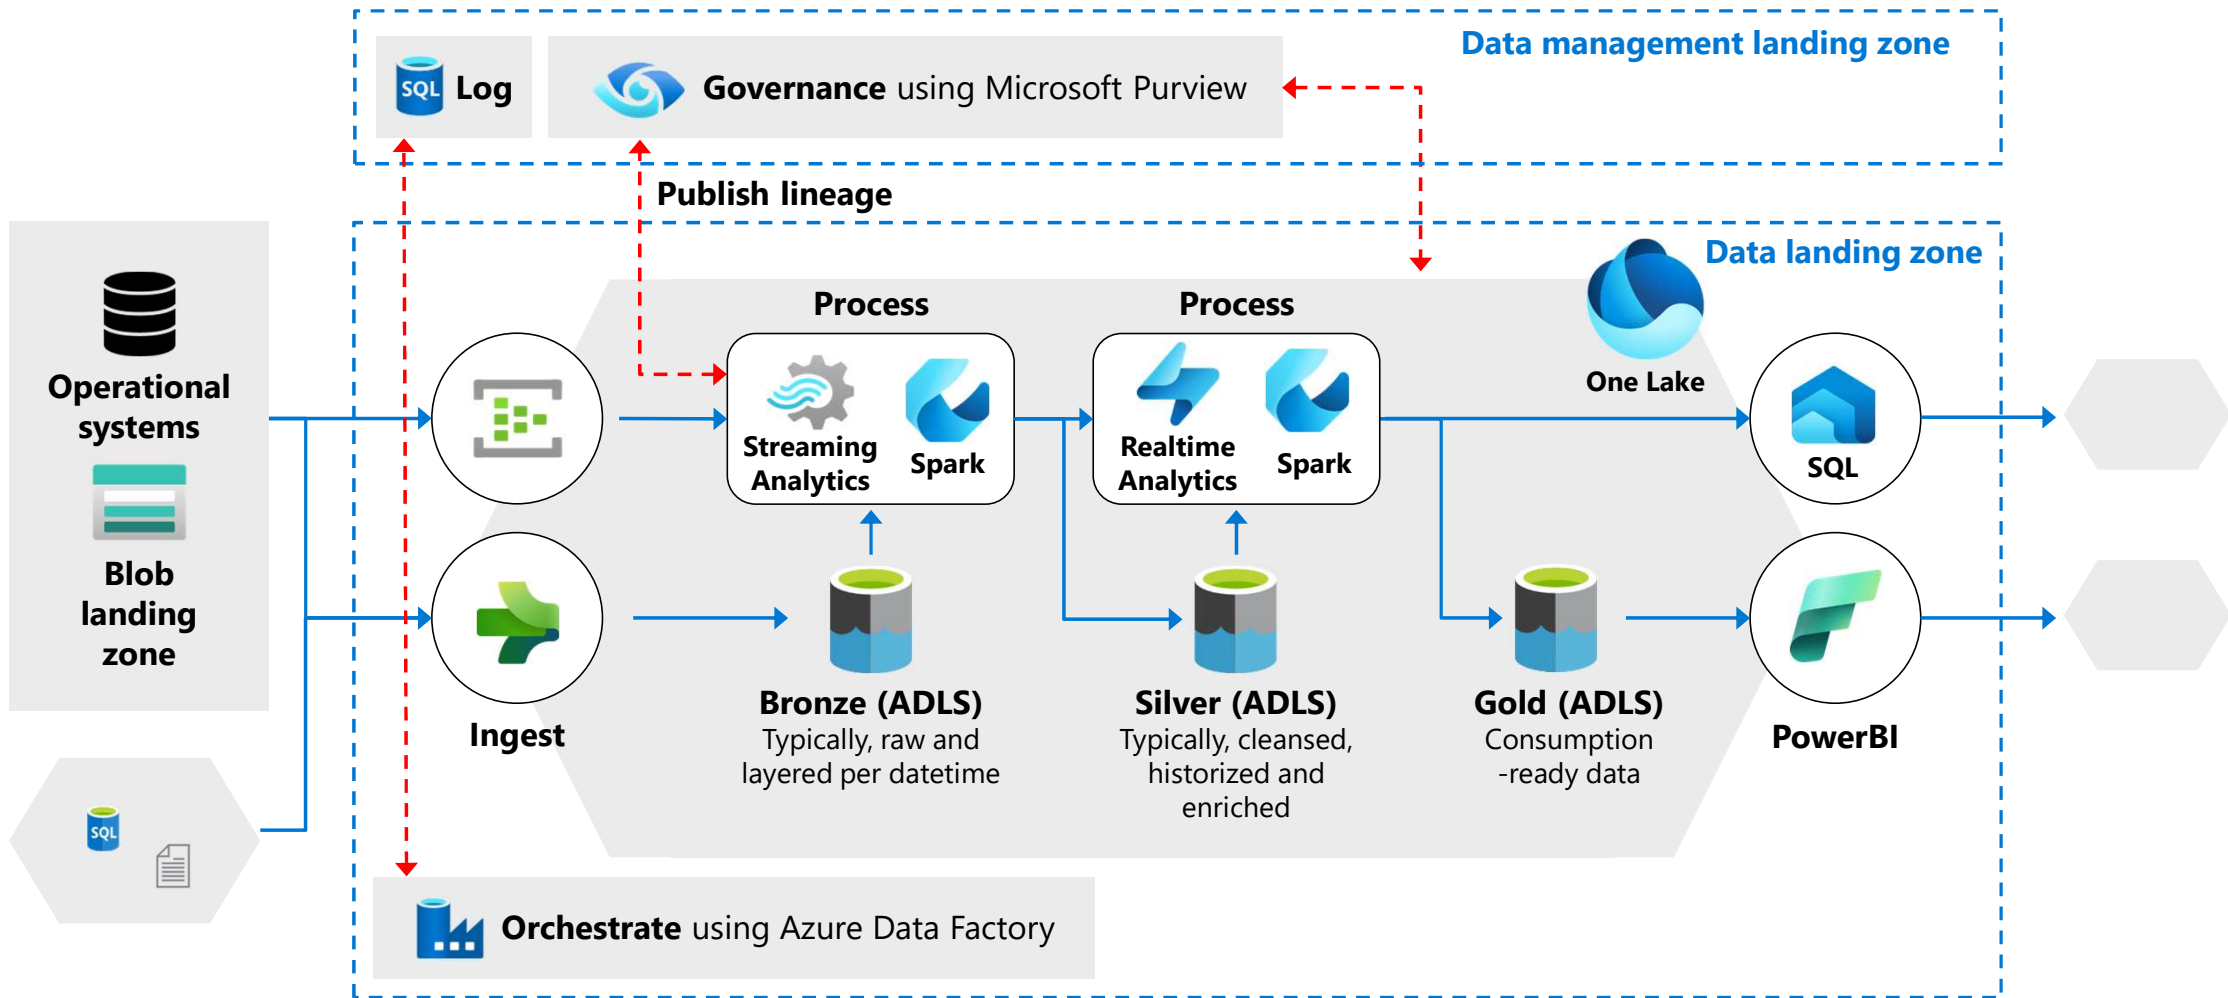 Data management landing zone
SQL
Log
Governance using Microsoft Purview
Publish lineage
Data landing zone
Operational
systems
Blob
landing
zone
SQL
Ingest
Process
Streaming
Analytics
Spark
Process
Realtime
Analytics
Spark
One Lake
SQL
Bronze (ADLS)
Typically, raw and
layered per datetime
Silver (ADLS)
Typically, cleansed,
historized and
enriched
Gold (ADLS)
Consumption
-ready data
PowerBI
Orchestrate using Azure Data Factory